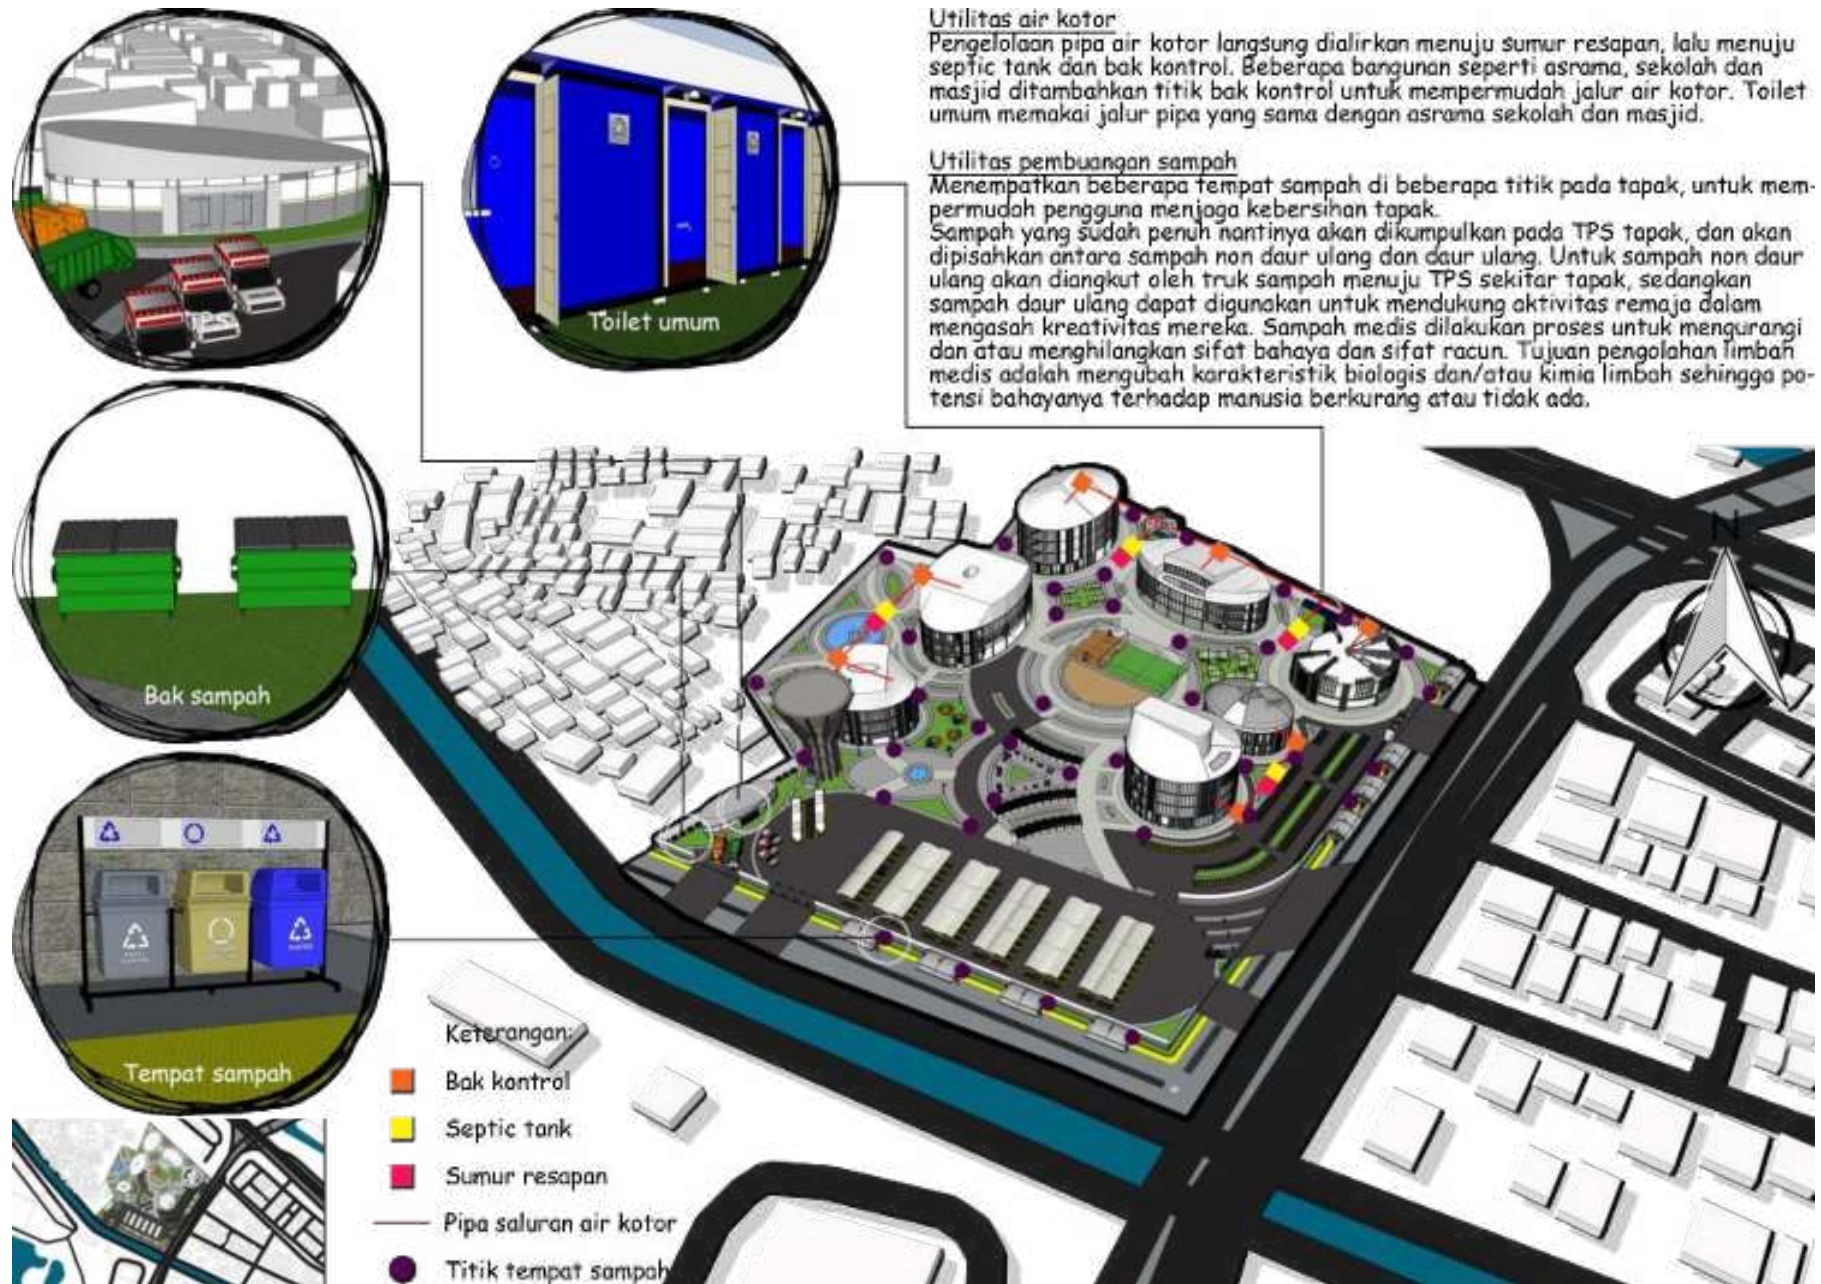 Utilitas air kotor
Pengelolaan pipa air kotor langsung dialirkan menuju sumur resapan, lalu menuju
septic tank dan bak kontrol. Beberapa bangunan seperti asrama, sekolah dan
masjid ditambahkan titik bak kontrol untuk mempermudah jalur air kotor. Toilet
umum memakai jalur pipa yang sama dengan asrama sekolah dan masjid.
Utilitas pembuangan sampah
Menempatkan beberapa tempat sampah di beberapa titik pada tapak, untuk mem-
permudah pengguna menjaga kebersihan tapak.
Sampah yang sudah penuh nantinya akan dikumpulkan pada TPS tapak, dan akan
dipisahkan antara sampah non daur ulang dan daur ulang. Untuk sampah non daur
ulang akan diangkut oleh truk sampah menuju TPS sekitar tapak, sedangkan
sampah daur ulang dapat digunakan untuk mendukung aktivitas remaja dalam
mengasah kreativitas mereka. Sampah medis dilakukan proses untuk mengurangi
dan atau menghilangkan sifat bahaya dan sifat racun. Tujuan pengolahan limbah
medis adalah mengubah karakteristik biologis dan/atau kimia limbah sehingga po-
tensi bahayanya terhadap manusia berkurang atau tidak ada.
Toilet umum
Bak sampah
Tempat sampah
N
Keterangan:
Bak kontrol
Septic tank
Sumur resapan
Pipa saluran air kotor
Titik tempat sampah